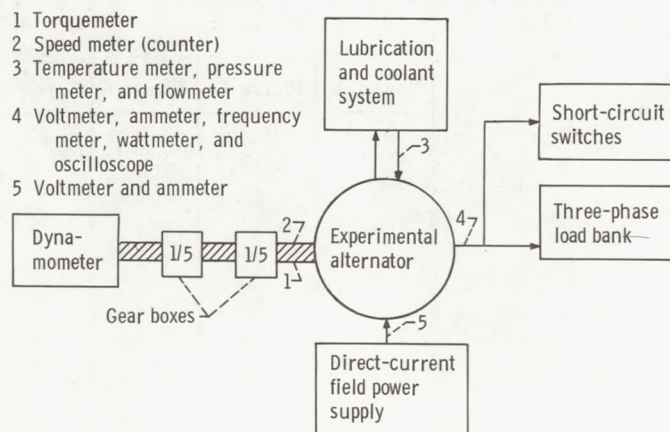 1 Torquemeter
2 Speed meter (counter)
3 Temperature meter, pressure
meter, and flowmeter
4 Voltmeter, ammeter, frequency
meter, wattmeter, and
oscilloscope
5 Voltmeter and ammeter
Lubrication
and coolant
system
3
Short-circuit
switches
Three-phase
load bank
4
Experimental
alternator
2
1
Dyna-
mometer
1/5
1/5
Gear boxes
5
Direct-current
field power
supply